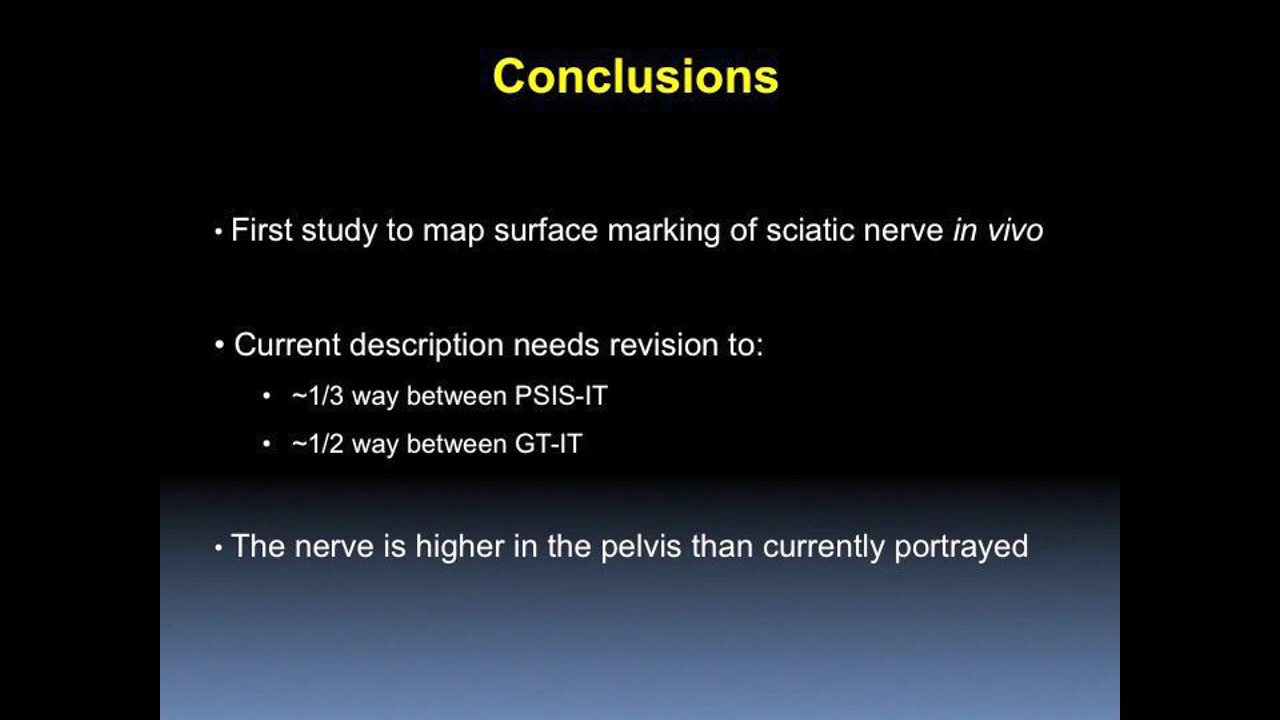 Conclusions
• First study to map surface marking of sciatic nerve in vivo
• Current description needs revision to:
• ~1/3 way between PSIS-IT
• ~1/2 way between GT-IT
• The nerve is higher in the pelvis than currently portrayed